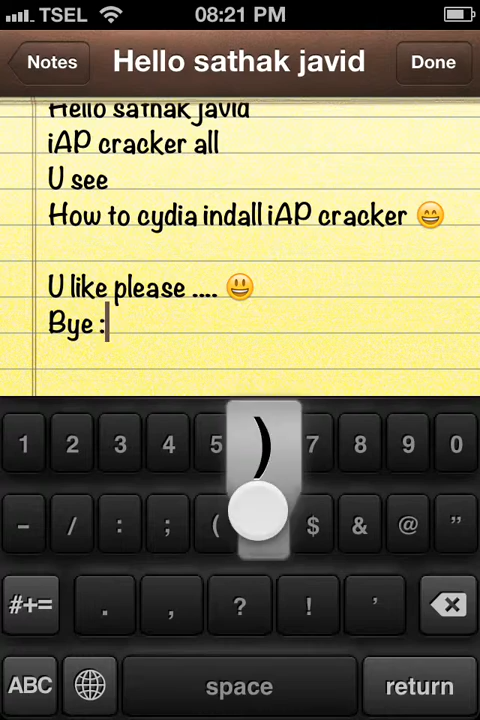 TSEL 08:21 PM
Notes Hello sathak javid Done
Hello sathak javid
iAP cracker all
U see
How to cydia indall iAP cracker 😄
U like please .... 😃
Bye :
1 2 3 4 5 ) 7 8 9 0
- / : ; ( $ & @ "
#+= . , ? ! '
ABC space return